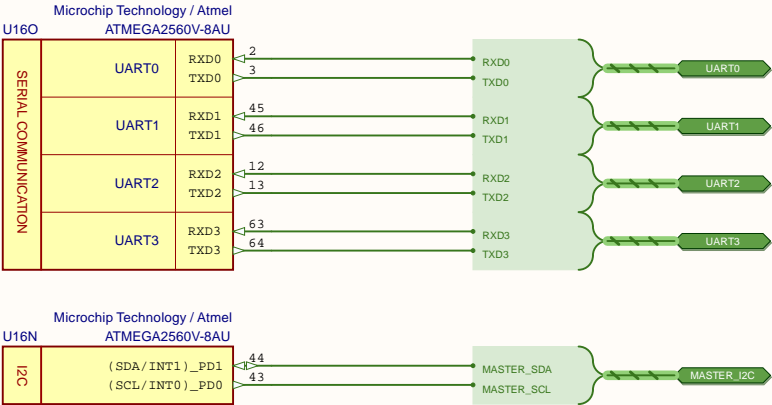 Microchip Technology / Atmel
U16O ATMEGA2560V-8AU
SERIAL COMMUNICATION
UART0 RXD0 2 RXD0 UART0
TXD0 3 TXD0
UART1 RXD1 45 RXD1 UART1
TXD1 46 TXD1
UART2 RXD2 12 RXD2 UART2
TXD2 13 TXD2
UART3 RXD3 63 RXD3 UART3
TXD3 64 TXD3
Microchip Technology / Atmel
U16N ATMEGA2560V-8AU
I2C
(SDA/INT1)_PD1 44 MASTER_SDA MASTER_I2C
(SCL/INT0)_PD0 43 MASTER_SCL